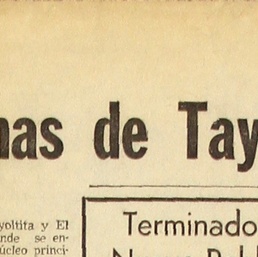 nas de Tay
yoltita y El
nde se en-
úcleo princi-
Terminado